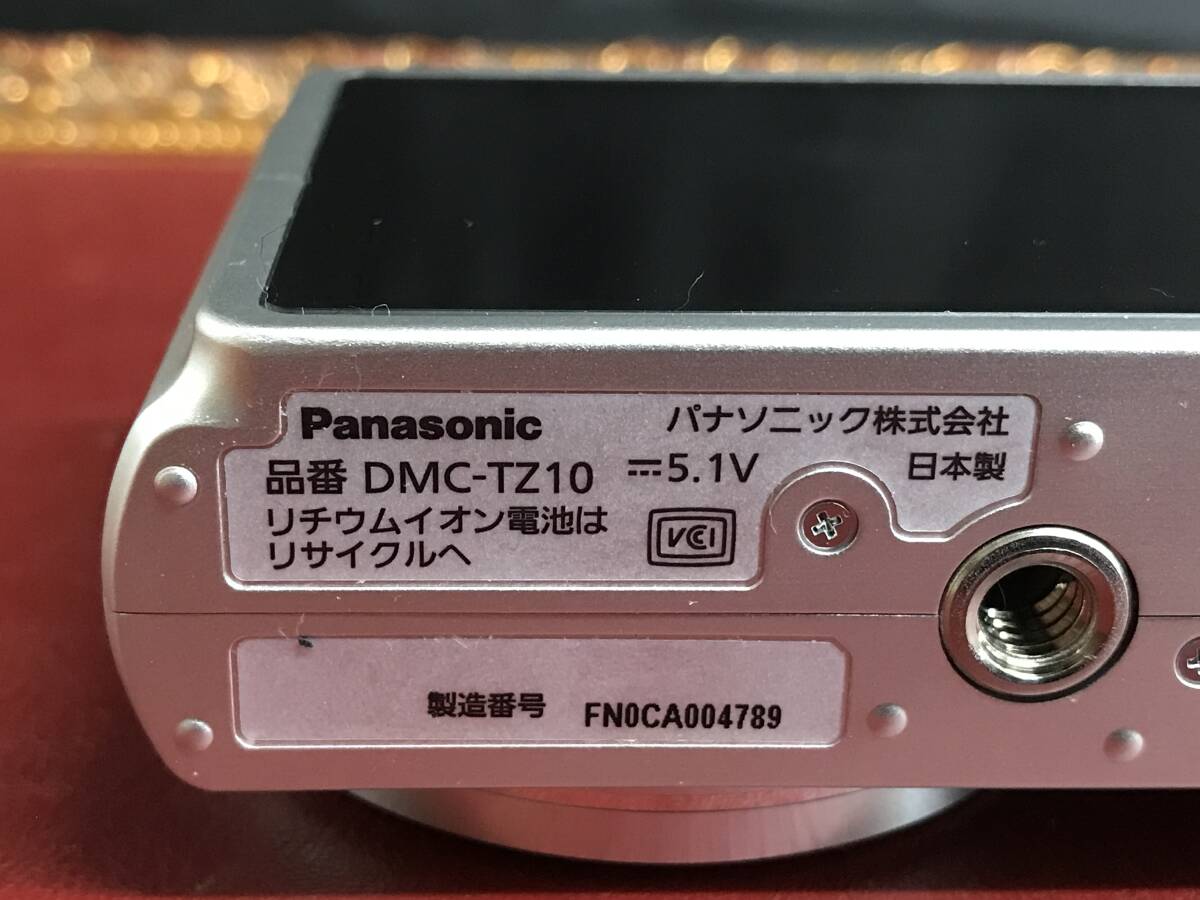 Panasonic パナソニック株式会社
品番 DMC-TZ10 ⎓5.1V 日本製
リチウムイオン電池は
リサイクルへ
VCI
製造番号 FN0CA004789